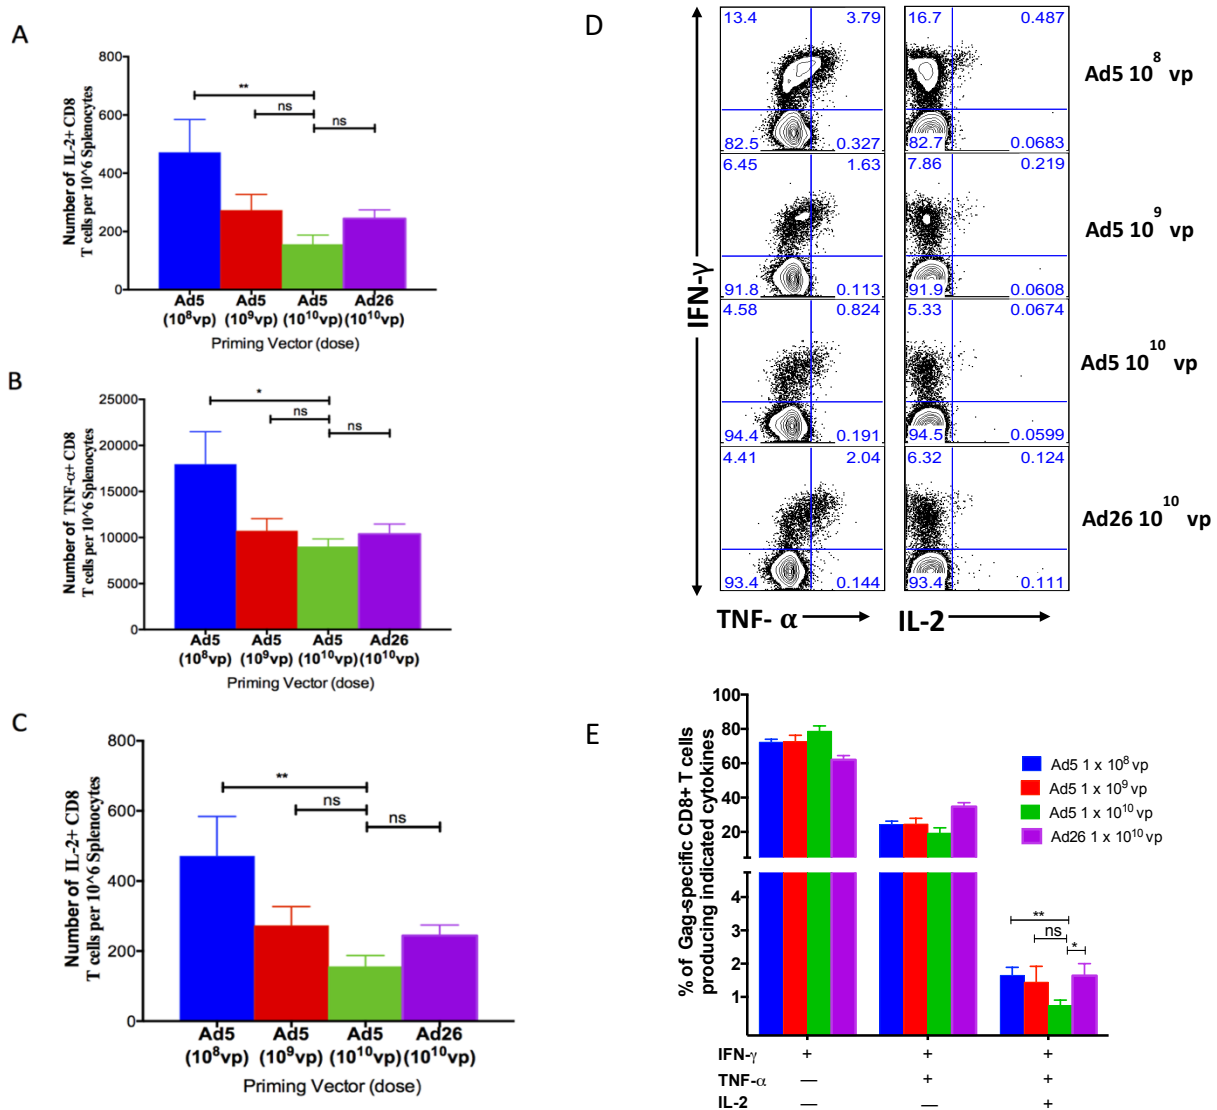 A
800
600
400
200
0
Number of IL-2+ CD8
T cells per 10^6 Splenocytes
**
ns
ns
Ad5 Ad5 Ad5 Ad26
(10⁸vp) (10⁹vp) (10¹⁰vp) (10¹⁰vp)
Priming Vector (dose)
B
25000
20000
15000
10000
5000
0
Number of TNF-α+ CD8
T cells per 10^6 Splenocytes
*
ns
ns
Ad5 Ad5 Ad5 Ad26
(10⁸vp) (10⁹vp) (10¹⁰vp) (10¹⁰vp)
Priming Vector (dose)
C
800
600
400
200
0
Number of IL-2+ CD8
T cells per 10^6 Splenocytes
**
ns
ns
Ad5 Ad5 Ad5 Ad26
(10⁸vp) (10⁹vp) (10¹⁰vp) (10¹⁰vp)
Priming Vector (dose)
D
IFN-γ
13.4 3.79 16.7 0.487
82.5 0.327 82.7 0.0683
Ad5 10⁸ vp
6.45 1.63 7.86 0.219
91.8 0.113 91.9 0.0608
Ad5 10⁹ vp
4.58 0.824 5.33 0.0674
94.4 0.191 94.5 0.0599
Ad5 10¹⁰ vp
4.41 2.04 6.32 0.124
93.4 0.144 93.4 0.111
Ad26 10¹⁰ vp
TNF- α IL-2
E
% of Gag-specific CD8+ T cells
producing indicated cytokines
100
80
60
40
20
4
3
2
1
Ad5 1 x 10⁸ vp
Ad5 1 x 10⁹ vp
Ad5 1 x 10¹⁰ vp
Ad26 1 x 10¹⁰ vp
**
ns
*
IFN-γ + + +
TNF-α — + +
IL-2 — — +